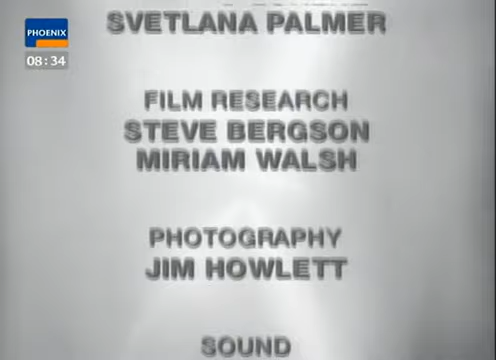 PHOENIX
08:34
SVETLANA PALMER
FILM RESEARCH
STEVE BERGSON
MIRIAM WALSH
PHOTOGRAPHY
JIM HOWLETT
SOUND